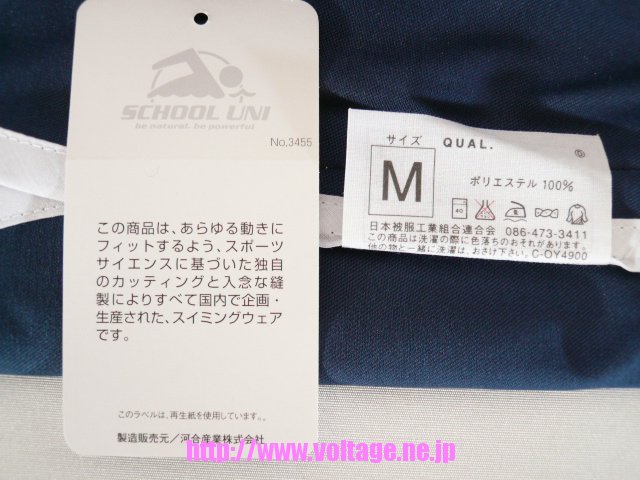 SCHOOL UNI
be natural. be powerful
No.3455
この商品は、あらゆる動きに
フィットするよう、スポーツ
サイエンスに基づいた独自
のカッティングと入念な縫
製によりすべて国内で企画・
生産された、スイミングウェア
です。
このラベルは、再生紙を使用しています。
製造販売元／河合産業株式会社
サイズ
M
QUAL.
ポリエステル 100%
40
日本被服工業組合連合会 086-473-3411
この商品は洗濯の際に色落ちのおそれがあります。
他の物と一緒に洗濯は、おさけ下さい。C-OY4900
http://www.voltage.ne.jp